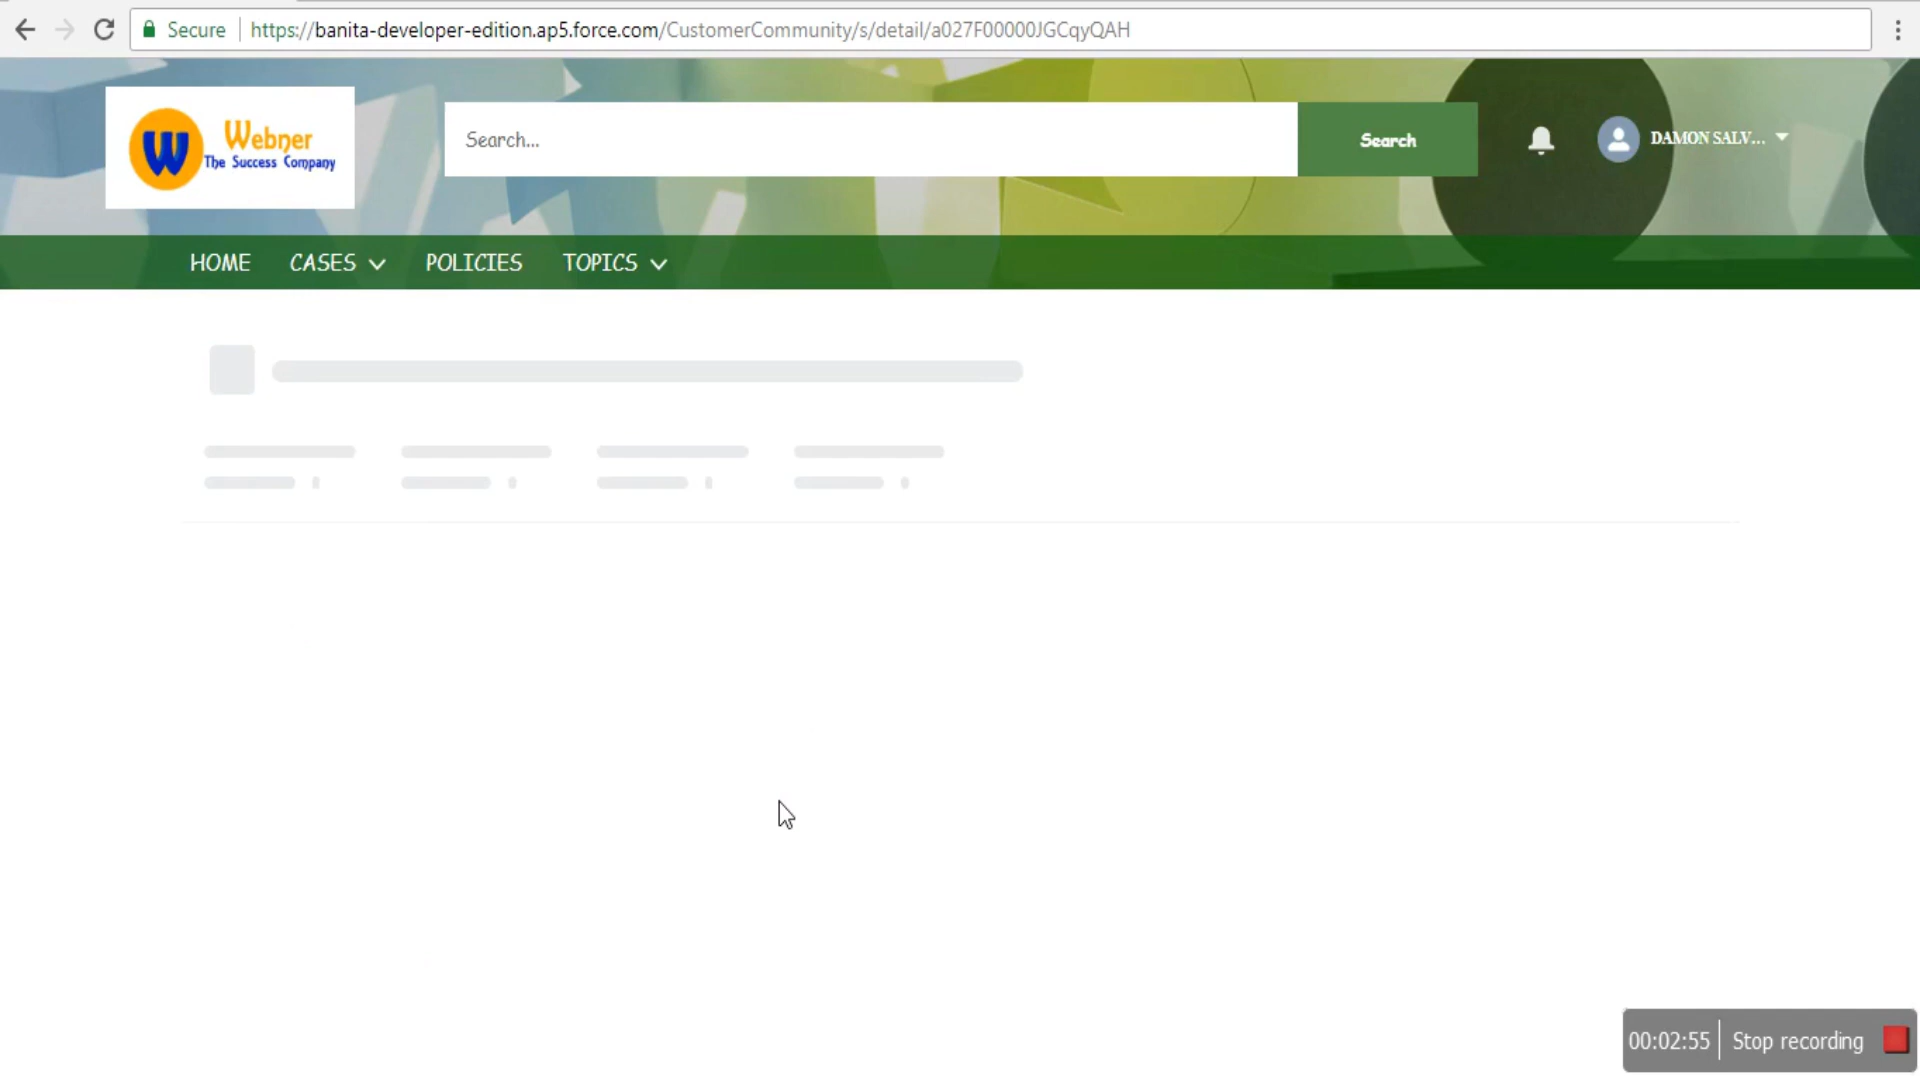 Secure https://banita-developer-edition.ap5.force.com/CustomerCommunity/s/detail/a027F00000JGCqyQAH
W Webner
The Success Company
Search...
Search
DAMON SALV...
HOME CASES POLICIES TOPICS
00:02:55 Stop recording